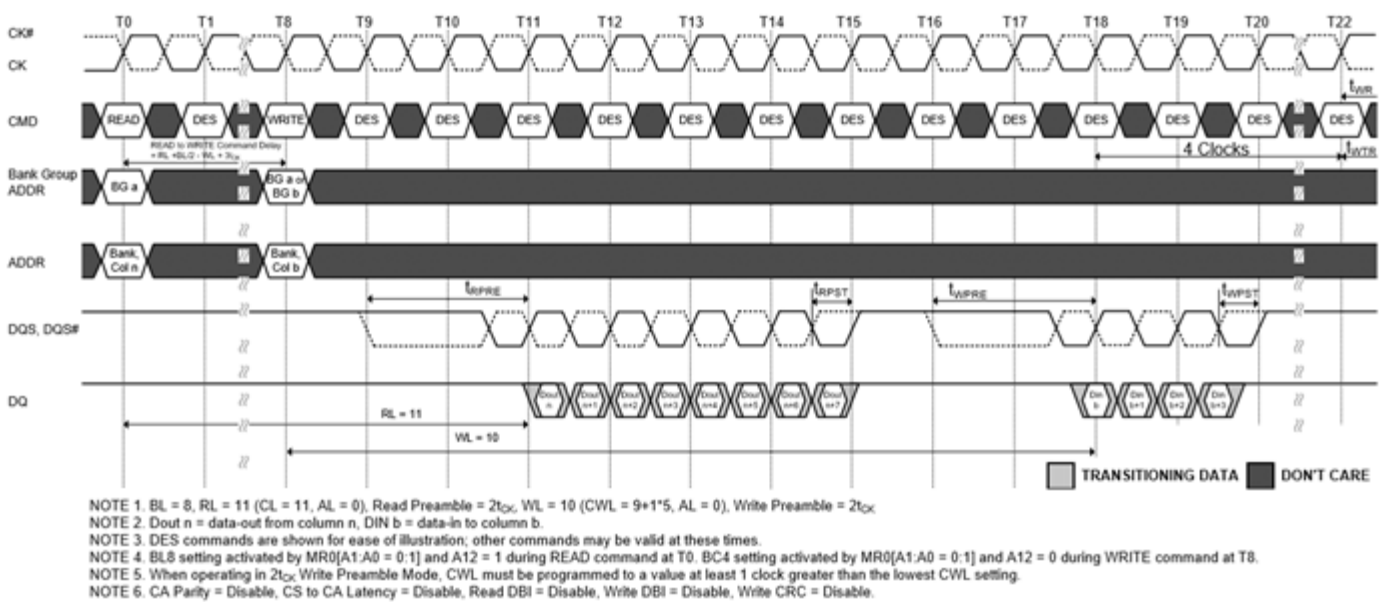 T0 T1 T8 T9 T10 T11 T12 T13 T14 T15 T16 T17 T18 T19 T20 T22
CK#
CK
tWR
CMD READ DES WRITE DES DES DES DES DES DES DES DES DES DES DES DES DES
READ to WRITE Command Delay
= RL +BL/2 - WL + 3tCK
4 Clocks
tWTR
Bank Group
ADDR
BG a
BG a or
BG b
ADDR
Bank,
Col n
Bank,
Col b
tRPRE tRPST tWPRE tWPST
DQS, DQS#
DQ
Dout n
Dout n+1
Dout n+2
Dout n+3
Dout n+4
Dout n+5
Dout n+6
Dout n+7
Din b
Din b+1
Din b+2
Din b+3
RL = 11
WL = 10
TRANSITIONING DATA DON'T CARE
NOTE 1. BL = 8, RL = 11 (CL = 11, AL = 0), Read Preamble = 2tCK, WL = 10 (CWL = 9+1*5, AL = 0), Write Preamble = 2tCK
NOTE 2. Dout n = data-out from column n, DIN b = data-in to column b.
NOTE 3. DES commands are shown for ease of illustration; other commands may be valid at these times.
NOTE 4. BL8 setting activated by MR0[A1:A0 = 0:1] and A12 = 1 during READ command at T0. BC4 setting activated by MR0[A1:A0 = 0:1] and A12 = 0 during WRITE command at T8.
NOTE 5. When operating in 2tCK Write Preamble Mode, CWL must be programmed to a value at least 1 clock greater than the lowest CWL setting.
NOTE 6. CA Parity = Disable, CS to CA Latency = Disable, Read DBI = Disable, Write DBI = Disable, Write CRC = Disable.